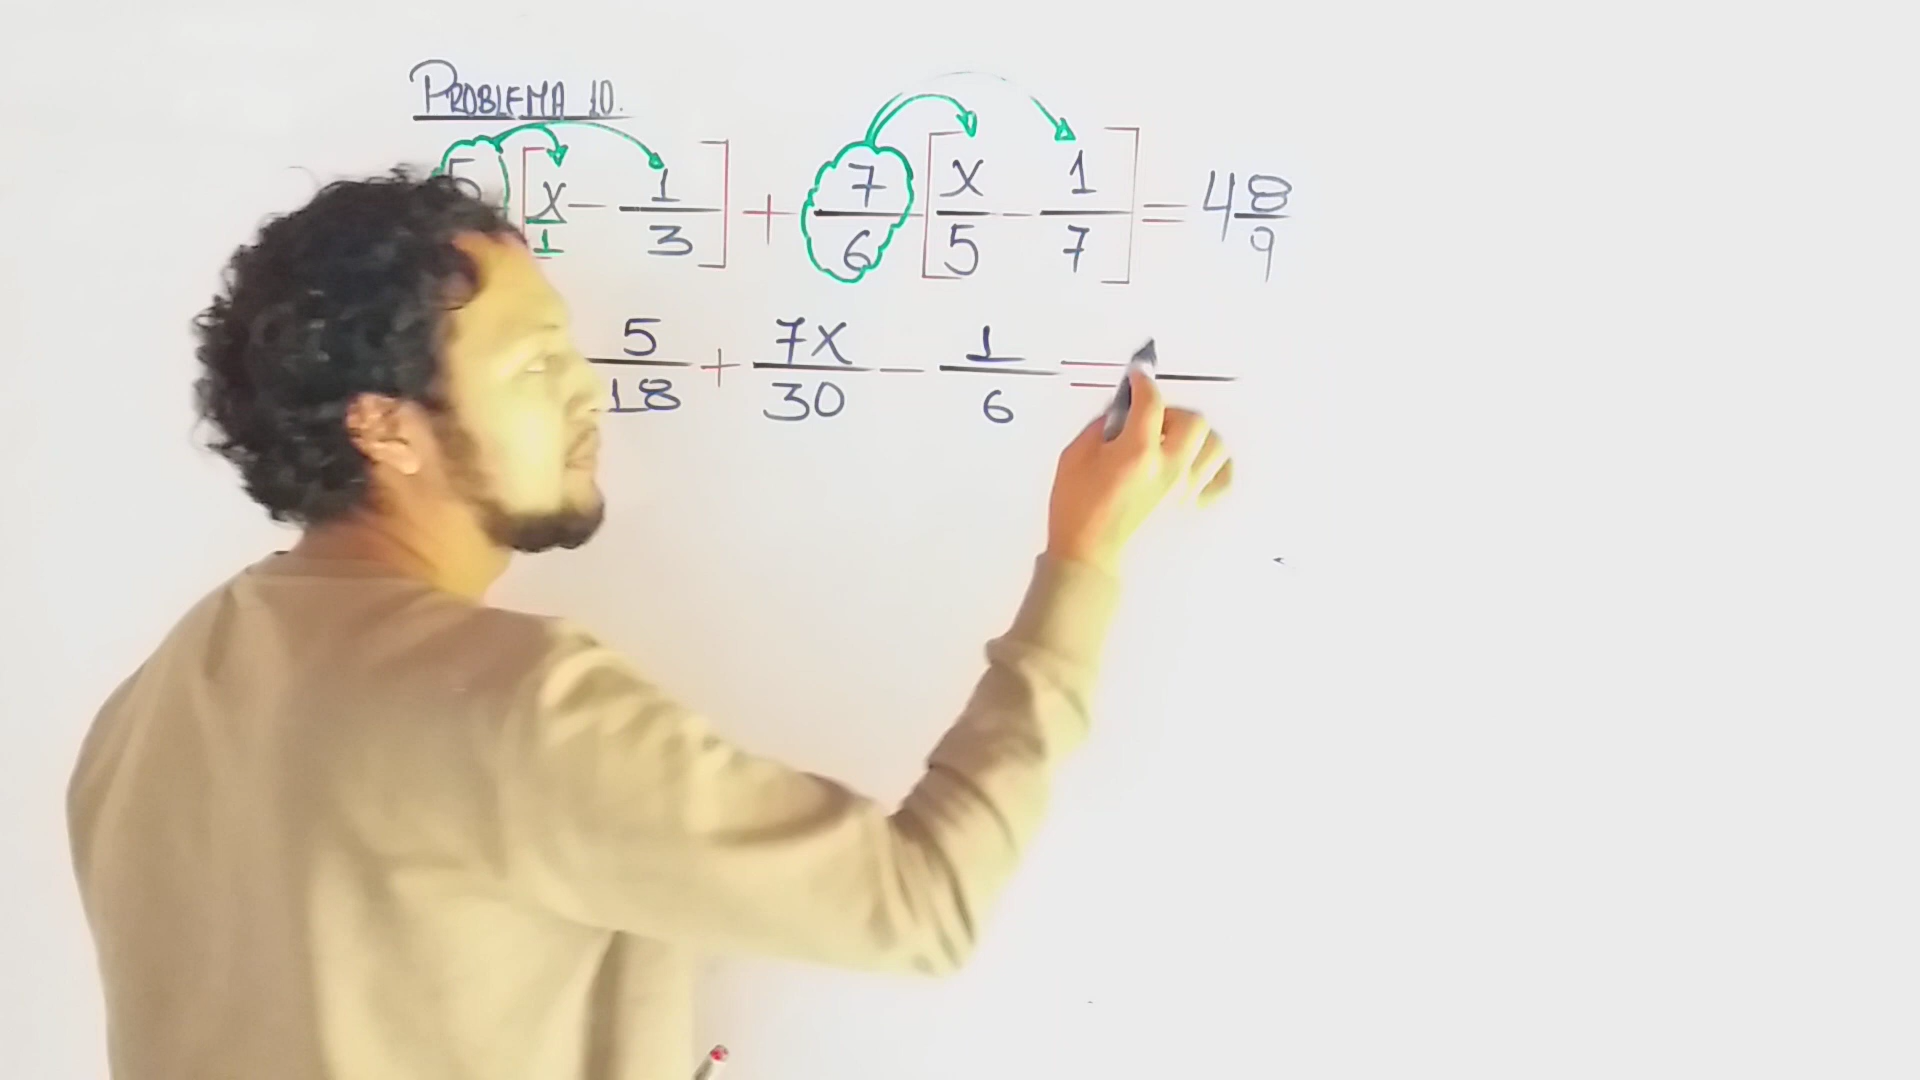 PROBLEMA 10.
5 [x/1 - 1/3] + 7/6 [x/5 - 1/7] = 4 8/9
5/18 + 7x/30 - 1/6 =